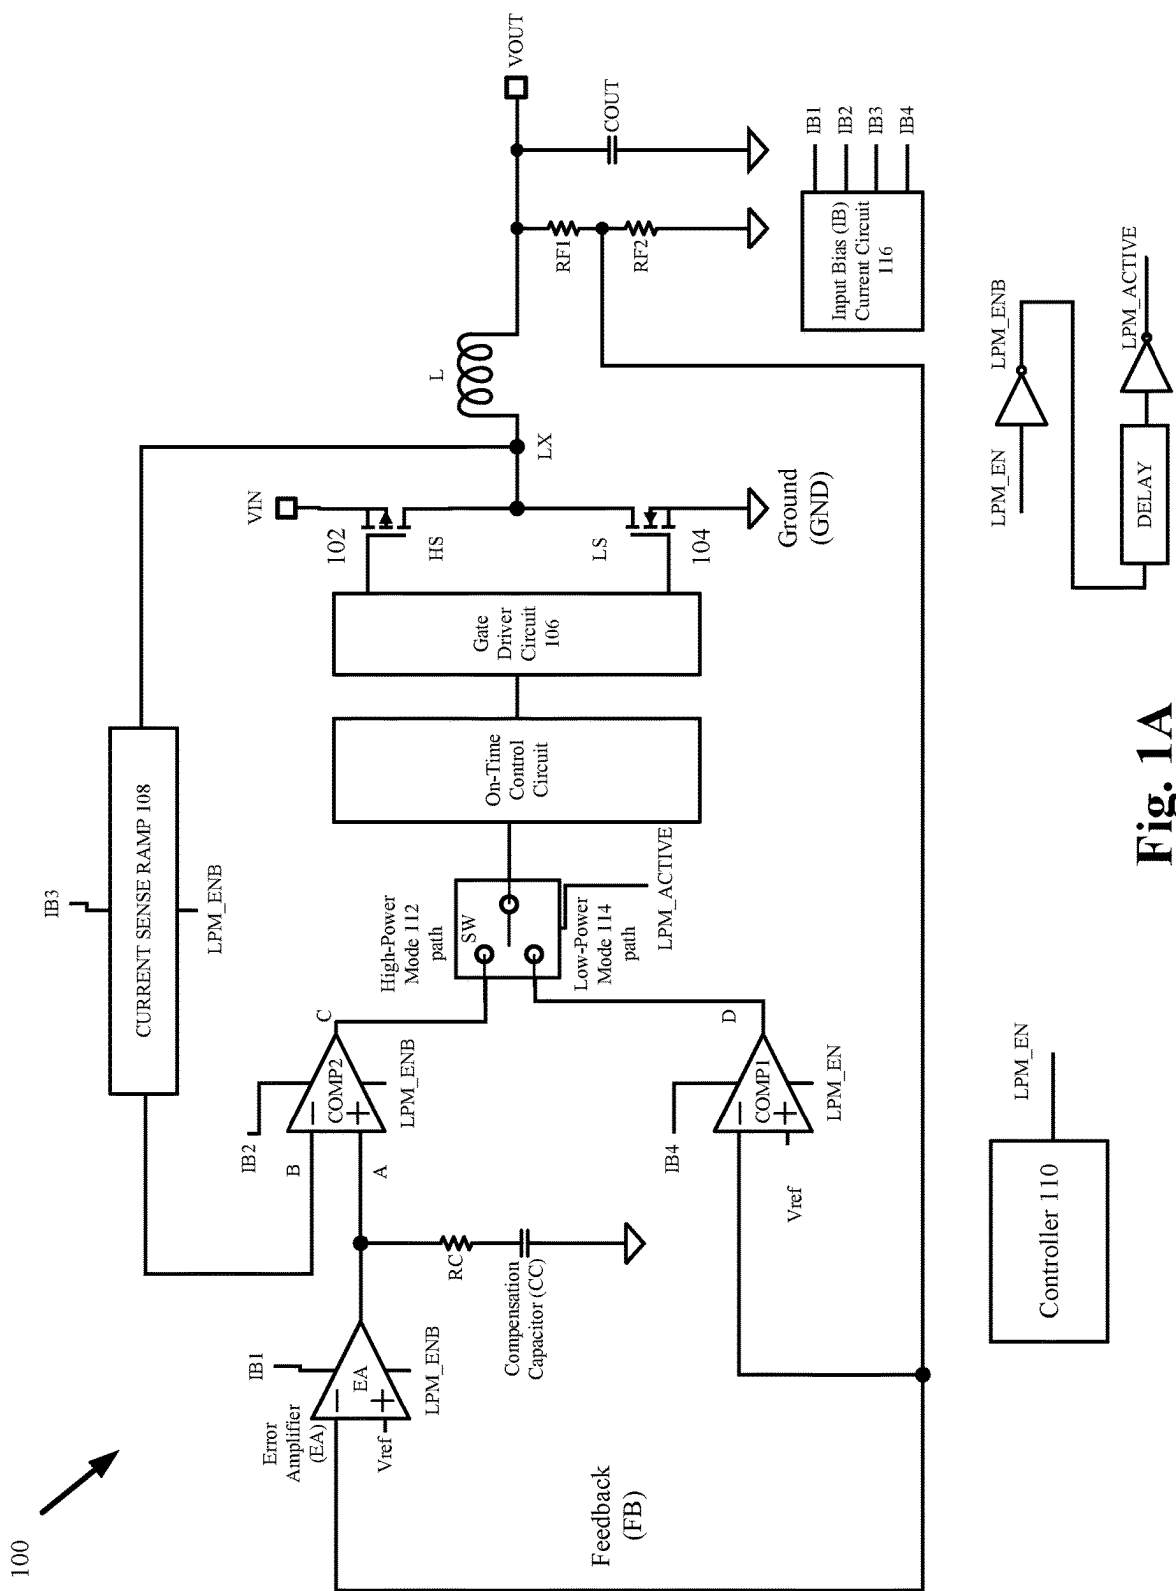 100
CURRENT SENSE RAMP 108
IB3
LPM_ENB
VIN
102
HS
LX
L
VOUT
COUT
RF1
RF2
LS
104
Ground
(GND)
Gate
Driver
Circuit
106
On-Time
Control
Circuit
High-Power
Mode 112
path
SW
Low-Power
Mode 114
path
LPM_ACTIVE
C
D
IB2
B
A
COMP2
LPM_ENB
IB4
COMP1
LPM_EN
Vref
RC
Compensation
Capacitor (CC)
Error
Amplifier
(EA)
IB1
EA
Vref
LPM_ENB
Feedback
(FB)
Input Bias (IB)
Current Circuit
116
IB1
IB2
IB3
IB4
Controller 110
LPM_EN
LPM_EN
LPM_ENB
DELAY
LPM_ACTIVE
Fig. 1A